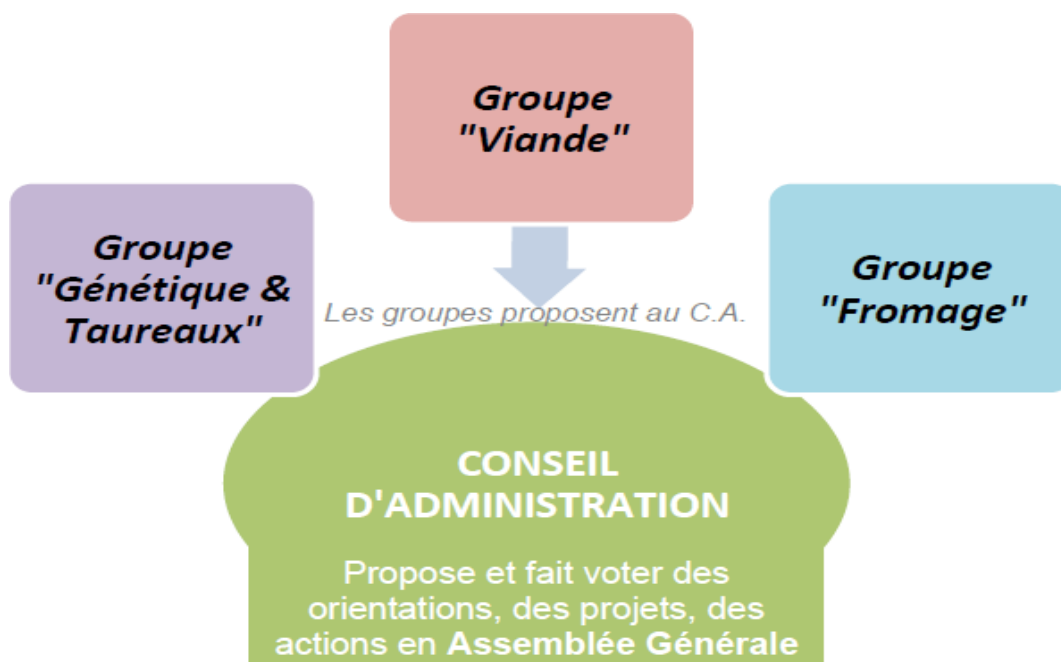 Groupe
"Viande"
Groupe
"Génétique &
Taureaux"
Groupe
"Fromage"
Les groupes proposent au C.A.
CONSEIL
D'ADMINISTRATION
Propose et fait voter des
orientations, des projets, des
actions en Assemblée Générale